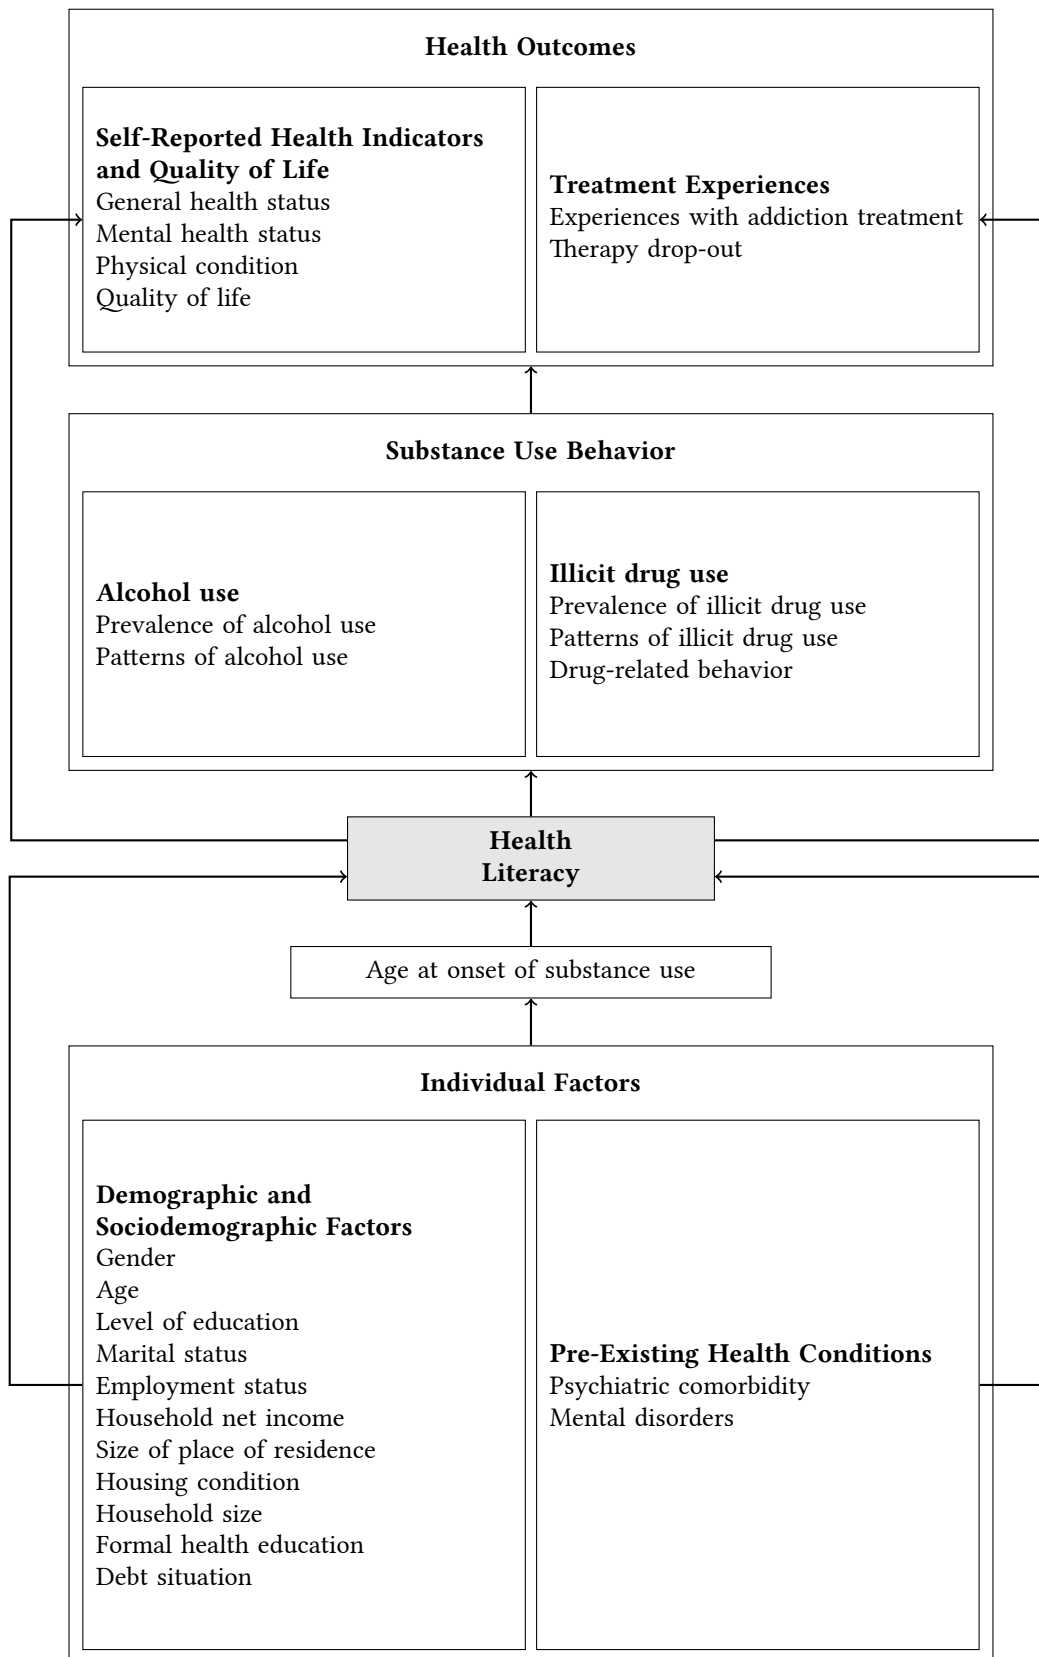 Health Outcomes
Self-Reported Health Indicators
and Quality of Life
General health status
Mental health status
Physical condition
Quality of life
Treatment Experiences
Experiences with addiction treatment
Therapy drop-out
Substance Use Behavior
Alcohol use
Prevalence of alcohol use
Patterns of alcohol use
Illicit drug use
Prevalence of illicit drug use
Patterns of illicit drug use
Drug-related behavior
Health
Literacy
Age at onset of substance use
Individual Factors
Demographic and
Sociodemographic Factors
Gender
Age
Level of education
Marital status
Employment status
Household net income
Size of place of residence
Housing condition
Household size
Formal health education
Debt situation
Pre-Existing Health Conditions
Psychiatric comorbidity
Mental disorders